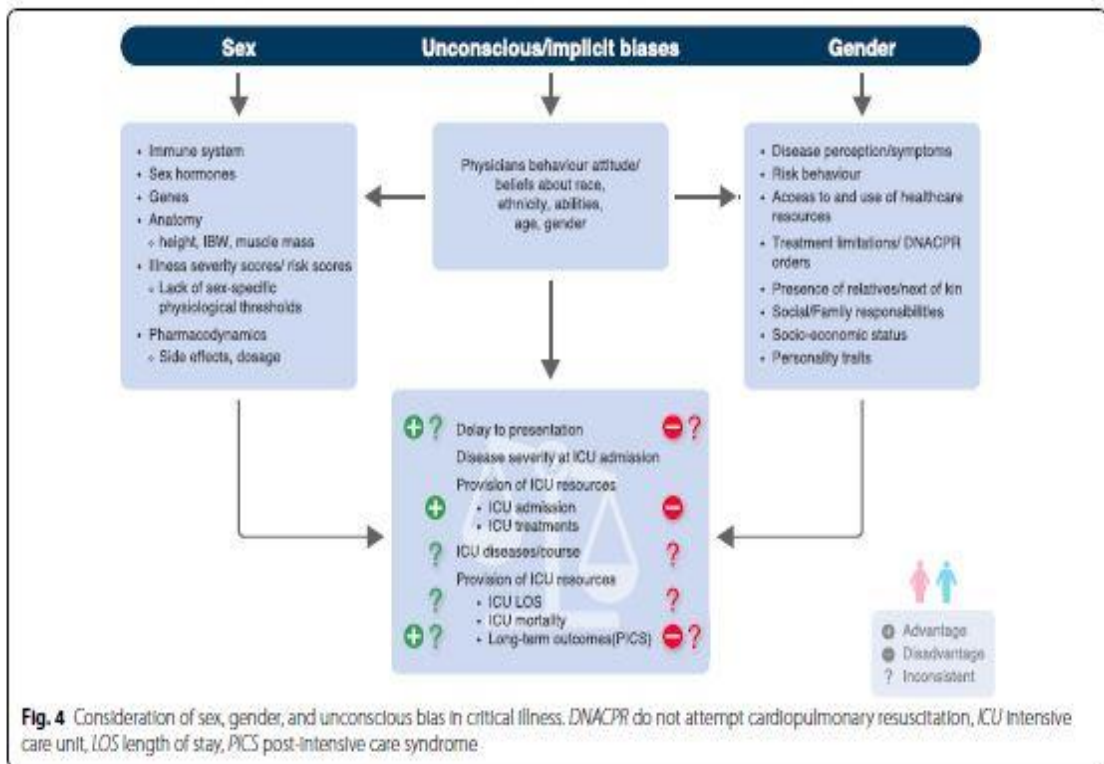 Sex
Unconscious/implicit biases
Gender
• Immune system
• Sex hormones
• Genes
• Anatomy
o height, IBW, muscle mass
• Illness severity scores/ risk scores
o Lack of sex-specific
physiological thresholds
• Pharmacodynamics
o Side effects, dosage
Physicians behaviour attitude/
beliefs about race,
ethnicity, abilities,
age, gender
• Disease perception/symptoms
• Risk behaviour
• Access to and use of healthcare
resources
• Treatment limitations/ DNACPR
orders
• Presence of relatives/next of kin
• Social/Family responsibilities
• Socio-economic status
• Personality traits
+ ? Delay to presentation - ?
Disease severity at ICU admission
Provision of ICU resources
+ • ICU admission -
• ICU treatments
? ICU diseases/course ?
Provision of ICU resources
? • ICU LOS ?
• ICU mortality
+ ? • Long-term outcomes(PICS) - ?
+ Advantage
- Disadvantage
? Inconsistent
Fig. 4 Consideration of sex, gender, and unconscious bias in critical illness. DNACPR do not attempt cardiopulmonary resuscitation, ICU intensive
care unit, LOS length of stay, PICS post-intensive care syndrome